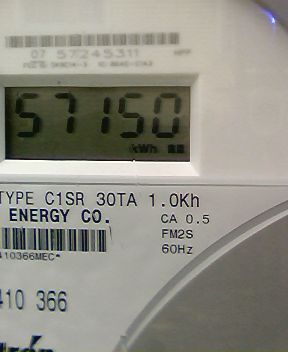 07 57245311
57150
kWh
TYPE C1SR 30TA 1.0Kh
ENERGY CO.
CA 0.5
FM2S
60Hz
410366MEC*
410 366